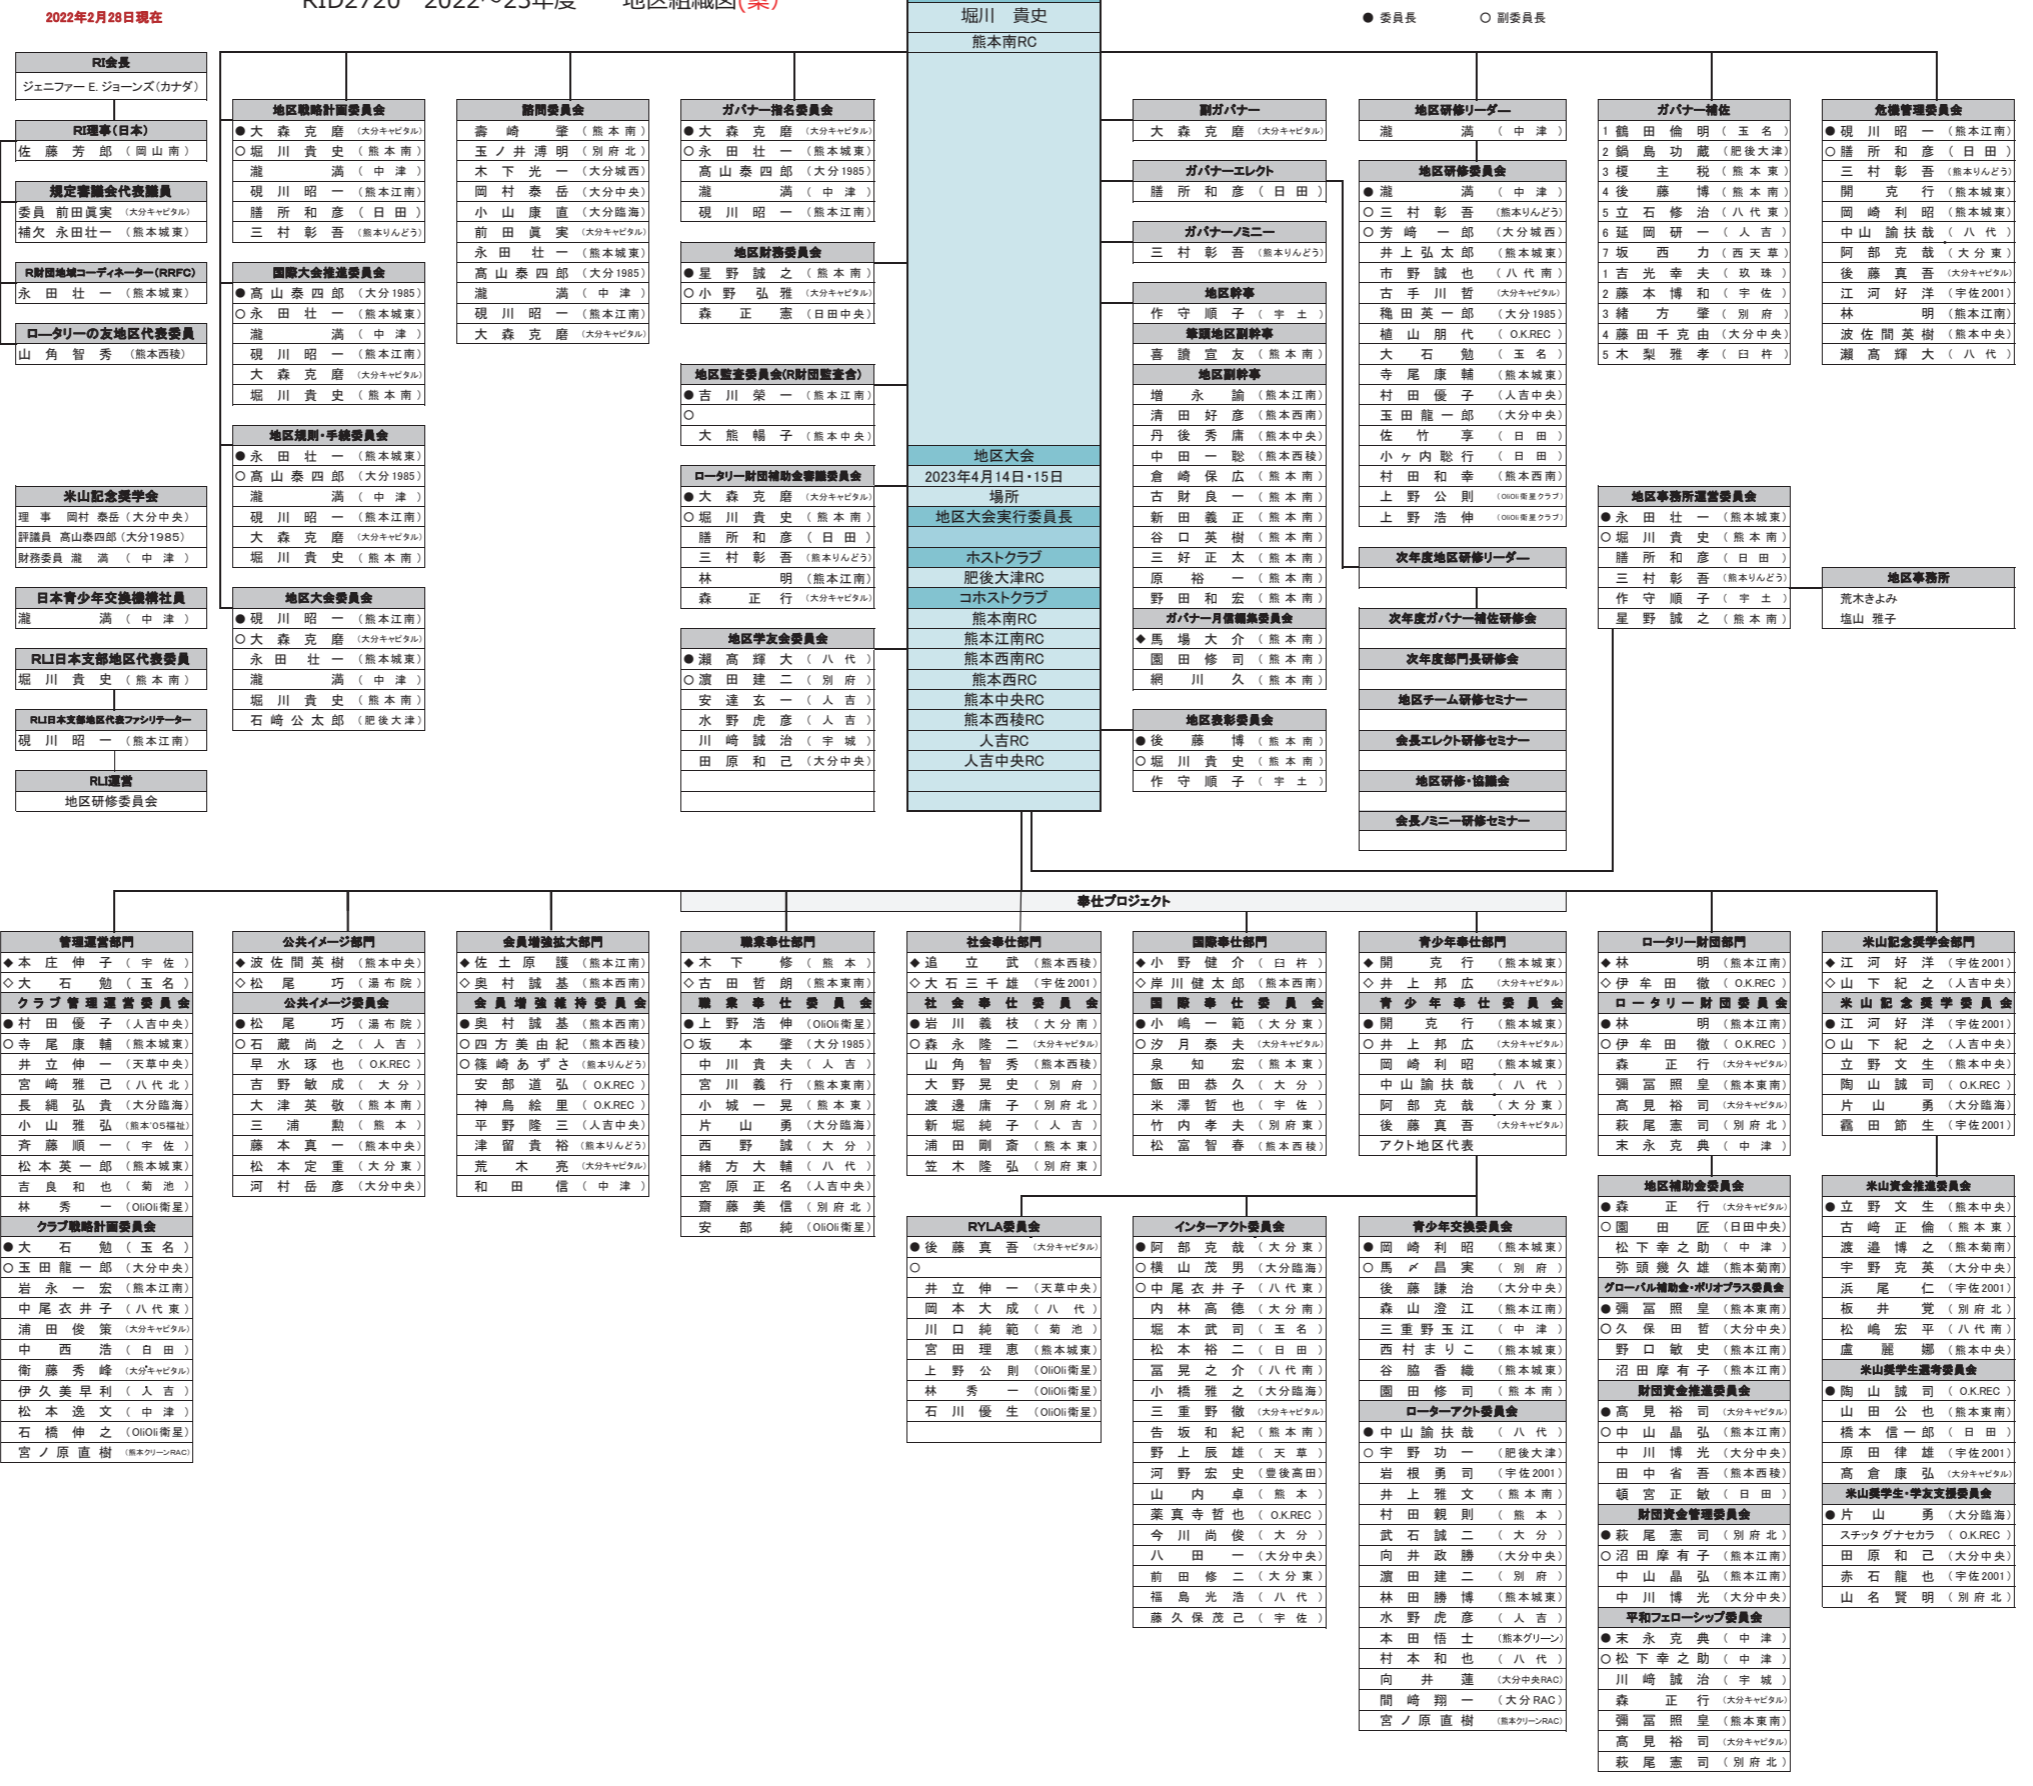 RID2720 2022～23年度 地区組織図(案)
2022年2月28日現在
● 委員長 ○ 副委員長
堀川 貴史
熊本南RC
RI会長
ジェニファー E. ジョーンズ(カナダ)
RI理事(日本)
佐藤芳郎 (岡山南)
規定審議会代表議員
委員 前田眞実 (大分キャピタル)
補欠 永田壮一 (熊本城東)
R財団地域コーディネーター(RRFC)
永田壮一 (熊本城東)
ロータリーの友地区代表委員
山角智秀 (熊本西稜)
米山記念奨学会
理事 岡村 泰岳 (大分中央)
評議員 髙山泰四郎 (大分1985)
財務委員 瀧 満 (中津)
日本青少年交換機構社員
瀧 満 (中津)
RLI日本支部地区代表委員
堀川貴史 (熊本南)
RLI日本支部地区代表ファシリテーター
硯川昭一 (熊本江南)
RLI運営
地区研修委員会
地区戦略計画委員会
●大森克磨 (大分キャピタル)
○堀川貴史 (熊本南)
瀧 満 (中津)
硯川昭一 (熊本江南)
膳所和彦 (日田)
三村彰吾 (熊本りんどう)
国際大会推進委員会
●髙山泰四郎 (大分1985)
○永田壮一 (熊本城東)
瀧 満 (中津)
硯川昭一 (熊本江南)
大森克磨 (大分キャピタル)
堀川貴史 (熊本南)
地区規則・手続委員会
●永田壮一 (熊本城東)
○髙山泰四郎 (大分1985)
瀧 満 (中津)
硯川昭一 (熊本江南)
大森克磨 (大分キャピタル)
堀川貴史 (熊本南)
地区大会委員会
●硯川昭一 (熊本江南)
○大森克磨 (大分キャピタル)
永田壮一 (熊本城東)
瀧 満 (中津)
堀川貴史 (熊本南)
石﨑公太郎 (肥後大津)
諮問委員会
壽崎肇 (熊本南)
玉ノ井溥明 (別府北)
木下光一 (大分城西)
岡村泰岳 (大分中央)
小山康直 (大分臨海)
前田眞実 (大分キャピタル)
永田壮一 (熊本城東)
髙山泰四郎 (大分1985)
瀧 満 (中津)
硯川昭一 (熊本江南)
大森克磨 (大分キャピタル)
ガバナー指名委員会
●大森克磨 (大分キャピタル)
○永田壮一 (熊本城東)
髙山泰四郎 (大分1985)
瀧 満 (中津)
硯川昭一 (熊本江南)
地区財務委員会
●星野誠之 (熊本南)
○小野弘雅 (大分キャピタル)
森正憲 (日田中央)
地区監査委員会(R財団監査含)
●吉川榮一 (熊本江南)
○
大熊暢子 (熊本中央)
ロータリー財団補助金審議委員会
●大森克磨 (大分キャピタル)
○堀川貴史 (熊本南)
膳所和彦 (日田)
三村彰吾 (熊本りんどう)
林明 (熊本江南)
森正行 (大分キャピタル)
地区学友会委員会
●瀬高輝大 (八代)
○濵田建二 (別府)
安達玄一 (人吉)
水野虎彦 (人吉)
川﨑誠治 (宇城)
田原和己 (大分中央)
地区大会
2023年4月14日・15日
場所
地区大会実行委員長
ホストクラブ
肥後大津RC
コホストクラブ
熊本南RC
熊本江南RC
熊本西南RC
熊本西RC
熊本中央RC
熊本西稜RC
人吉RC
人吉中央RC
副ガバナー
大森克磨 (大分キャピタル)
ガバナーエレクト
膳所和彦 (日田)
ガバナーノミニー
三村彰吾 (熊本りんどう)
地区幹事
作守順子 (宇土)
筆頭地区副幹事
喜讀宣友 (熊本南)
地区副幹事
増永諭 (熊本江南)
清田好彦 (熊本西南)
丹後秀庸 (熊本中央)
中田一聡 (熊本西稜)
倉崎保広 (熊本南)
古財良一 (熊本南)
新田義正 (熊本南)
谷口英樹 (熊本南)
三好正太 (熊本南)
原裕一 (熊本南)
野田和宏 (熊本南)
ガバナー月信編集委員会
◆馬場大介 (熊本南)
園田修司 (熊本南)
網川久 (熊本南)
地区表彰委員会
●後藤博 (熊本南)
○堀川貴史 (熊本南)
作守順子 (宇土)
地区研修リーダー
瀧 満 (中津)
地区研修委員会
●瀧 満 (中津)
○三村彰吾 (熊本りんどう)
○芳﨑一郎 (大分城西)
井上弘太郎 (熊本城東)
市野誠也 (八代南)
古手川哲 (大分キャピタル)
穐田英一郎 (大分1985)
植山朋代 (O.K.REC)
大石勉 (玉名)
寺尾康輔 (熊本城東)
村田優子 (人吉中央)
玉田龍一郎 (大分中央)
佐竹享 (日田)
小ヶ内聡行 (日田)
村田和幸 (熊本西南)
上野公則 (OliOli衛星クラブ)
上野浩伸 (OliOli衛星クラブ)
次年度地区研修リーダー
次年度ガバナー補佐研修会
次年度部門長研修会
地区チーム研修セミナー
会長エレクト研修セミナー
地区研修・協議会
会長ノミニー研修セミナー
ガバナー補佐
1 鶴田倫明 (玉名)
2 鍋島功蔵 (肥後大津)
3 榎主税 (熊本東)
4 後藤博 (熊本南)
5 立石修治 (八代東)
6 延岡研一 (人吉)
7 坂西力 (西天草)
1 吉光幸夫 (玖珠)
2 藤本博和 (宇佐)
3 緒方肇 (別府)
4 藤田千克由 (大分中央)
5 木梨雅孝 (臼杵)
地区事務所運営委員会
●永田壮一 (熊本城東)
○堀川貴史 (熊本南)
膳所和彦 (日田)
三村彰吾 (熊本りんどう)
作守順子 (宇土)
星野誠之 (熊本南)
危機管理委員会
●硯川昭一 (熊本江南)
○膳所和彦 (日田)
三村彰吾 (熊本りんどう)
開克行 (熊本城東)
岡崎利昭 (熊本城東)
中山諭扶哉 (八代)
阿部克哉 (大分東)
後藤真吾 (大分キャピタル)
江河好洋 (宇佐2001)
林明 (熊本江南)
波佐間英樹 (熊本中央)
瀬高輝大 (八代)
地区事務所
荒木きよみ
塩山 雅子
奉仕プロジェクト
管理運営部門
◆本庄伸子 (宇佐)
◇大石勉 (玉名)
クラブ管理運営委員会
●村田優子 (人吉中央)
○寺尾康輔 (熊本城東)
井立伸一 (天草中央)
宮﨑雅己 (八代北)
長縄弘貴 (大分臨海)
小山雅弘 (熊本'05福祉)
斉藤順一 (宇佐)
松本英一郎 (熊本城東)
吉良和也 (菊池)
林秀一 (OliOli衛星)
クラブ戦略計画委員会
●大石勉 (玉名)
○玉田龍一郎 (大分中央)
岩永一宏 (熊本江南)
中尾衣井子 (八代東)
浦田俊策 (大分キャピタル)
中西浩 (日田)
衛藤秀峰 (大分キャピタル)
伊久美早利 (人吉)
松本逸文 (中津)
石橋伸之 (OliOli衛星)
宮ノ原直樹 (熊本クリーンRAC)
公共イメージ部門
◆波佐間英樹 (熊本中央)
◇松尾巧 (湯布院)
公共イメージ委員会
●松尾巧 (湯布院)
○石蔵尚之 (人吉)
早水琢也 (O.K.REC)
吉野敏成 (大分)
大津英敬 (熊本南)
三浦勲 (熊本)
藤本真一 (熊本中央)
松本定重 (大分東)
河村岳彦 (大分中央)
会員増強拡大部門
◆佐土原護 (熊本江南)
◇奥村誠基 (熊本西南)
会員増強維持委員会
●奥村誠基 (熊本西南)
○四方美由紀 (熊本西稜)
○篠崎あずさ (熊本りんどう)
安部道弘 (O.K.REC)
神鳥絵里 (O.K.REC)
平野隆三 (人吉中央)
津留貴裕 (熊本りんどう)
荒木亮 (大分キャピタル)
和田信 (中津)
職業奉仕部門
◆木下修 (熊本)
◇古田哲朗 (熊本東南)
職業奉仕委員会
●上野浩伸 (OliOli衛星)
○坂本肇 (大分1985)
中川貴夫 (人吉)
宮川義行 (熊本東南)
小城一晃 (熊本東)
片山勇 (大分臨海)
西野誠 (大分)
緒方大輔 (八代)
宮原正名 (人吉中央)
齋藤美信 (別府北)
安部純 (OliOli衛星)
社会奉仕部門
◆追立武 (熊本西稜)
◇大石三千雄 (宇佐2001)
社会奉仕委員会
●岩川義枝 (大分南)
○森永隆二 (大分キャピタル)
山角智秀 (熊本西稜)
大野晃史 (別府)
渡邊庸子 (別府北)
新堀純子 (人吉)
浦田剛斎 (熊本東)
笠木隆弘 (別府東)
RYLA委員会
●後藤真吾 (大分キャピタル)
○
井立伸一 (天草中央)
岡本大成 (八代)
川口純範 (菊池)
宮田理恵 (熊本城東)
上野公則 (OliOli衛星)
林秀一 (OliOli衛星)
石川優生 (OliOli衛星)
国際奉仕部門
◆小野健介 (臼杵)
◇岸川健太郎 (熊本西南)
国際奉仕委員会
●小嶋一範 (大分東)
○汐月泰夫 (大分キャピタル)
泉知宏 (熊本東)
飯田恭久 (大分)
米澤哲也 (宇佐)
竹内孝夫 (別府東)
松富智春 (熊本西稜)
インターアクト委員会
●阿部克哉 (大分東)
○横山茂男 (大分臨海)
○中尾衣井子 (八代東)
内林高徳 (大分南)
堀本武司 (玉名)
松本裕二 (日田)
冨晃之介 (八代南)
小橋雅之 (大分臨海)
三重野徹 (大分キャピタル)
告坂和紀 (熊本南)
野上辰雄 (天草)
河野宏史 (豊後高田)
山内卓 (熊本)
薬真寺哲也 (O.K.REC)
今川尚俊 (大分)
八田一 (大分中央)
前田修二 (大分東)
福島光浩 (八代)
藤久保茂己 (宇佐)
青少年奉仕部門
◆開克行 (熊本城東)
◇井上邦広 (大分キャピタル)
青少年奉仕委員会
●開克行 (熊本城東)
○井上邦広 (大分キャピタル)
岡崎利昭 (熊本城東)
中山諭扶哉 (八代)
阿部克哉 (大分東)
後藤真吾 (大分キャピタル)
アクト地区代表
青少年交換委員会
●岡崎利昭 (熊本城東)
○馬〆昌実 (別府)
後藤謙治 (大分中央)
森山澄江 (熊本江南)
三重野玉江 (中津)
西村まりこ (熊本城東)
谷脇香織 (熊本城東)
園田修司 (熊本南)
ローターアクト委員会
●中山諭扶哉 (八代)
○宇野功一 (肥後大津)
岩根勇司 (宇佐2001)
井上雅文 (熊本南)
村田親則 (熊本)
武石誠二 (大分)
向井政勝 (大分中央)
濵田建二 (別府)
林田勝博 (熊本城東)
水野虎彦 (人吉)
本田悟士 (熊本グリーン)
村本和也 (八代)
向井蓮 (大分中央RAC)
間﨑翔一 (大分RAC)
宮ノ原直樹 (熊本クリーンRAC)
ロータリー財団部門
◆林明 (熊本江南)
◇伊牟田徹 (O.K.REC)
ロータリー財団委員会
●林明 (熊本江南)
○伊牟田徹 (O.K.REC)
森正行 (大分キャピタル)
彌冨照皇 (熊本東南)
髙見裕司 (大分キャピタル)
萩尾憲司 (別府北)
末永克典 (中津)
地区補助金委員会
●森正行 (大分キャピタル)
○園田匠 (日田中央)
松下幸之助 (中津)
弥頭幾久雄 (熊本菊南)
グローバル補助金・ポリオプラス委員会
●彌冨照皇 (熊本東南)
○久保田哲 (大分中央)
野口敏史 (熊本江南)
沼田摩有子 (熊本江南)
財団資金推進委員会
●髙見裕司 (大分キャピタル)
○中山晶弘 (熊本江南)
中川博光 (大分中央)
田中省吾 (熊本西稜)
頓宮正敏 (日田)
財団資金管理委員会
●萩尾憲司 (別府北)
○沼田摩有子 (熊本江南)
中山晶弘 (熊本江南)
中川博光 (大分中央)
平和フェローシップ委員会
●末永克典 (中津)
○松下幸之助 (中津)
川﨑誠治 (宇城)
森正行 (大分キャピタル)
彌冨照皇 (熊本東南)
髙見裕司 (大分キャピタル)
萩尾憲司 (別府北)
米山記念奨学会部門
◆江河好洋 (宇佐2001)
◇山下紀之 (人吉中央)
米山記念奨学委員会
●江河好洋 (宇佐2001)
○山下紀之 (人吉中央)
立野文生 (熊本中央)
陶山誠司 (O.K.REC)
片山勇 (大分臨海)
靍田節生 (宇佐2001)
米山資金推進委員会
●立野文生 (熊本中央)
古﨑正倫 (熊本東)
渡邉博之 (熊本菊南)
宇野克英 (大分中央)
浜尾仁 (宇佐2001)
板井覚 (別府北)
松嶋宏平 (八代南)
盧麗娜 (熊本中央)
米山奨学生選考委員会
●陶山誠司 (O.K.REC)
山田公也 (熊本東南)
橋本信一郎 (日田)
原田律雄 (宇佐2001)
髙倉康弘 (大分キャピタル)
米山奨学生・学友支援委員会
●片山勇 (大分臨海)
スチッタ グナセカラ (O.K.REC)
田原和己 (大分中央)
赤石龍也 (宇佐2001)
山名賢明 (別府北)